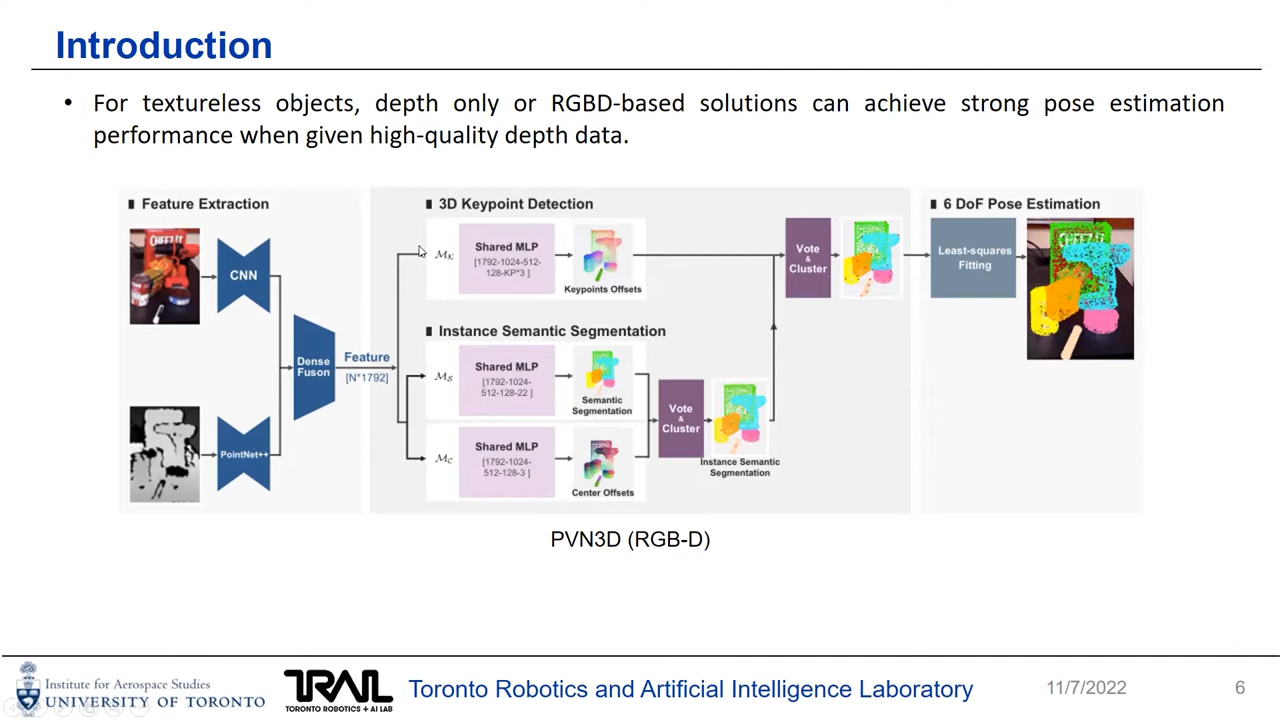 Introduction
• For textureless objects, depth only or RGBD-based solutions can achieve strong pose estimation
performance when given high-quality depth data.
Feature Extraction
CHEEZ-IT
CNN
PointNet++
Dense
Fuson
Feature
[N*1792]
3D Keypoint Detection
M_K
Shared MLP
[1792-1024-512-
128-KP*3 ]
Keypoints Offsets
Instance Semantic Segmentation
M_S
Shared MLP
[1792-1024-
512-128-22 ]
Semantic
Segmentation
M_C
Shared MLP
[1792-1024-
512-128-3 ]
Center Offsets
Vote
&
Cluster
Instance Semantic
Segmentation
Vote
&
Cluster
6 DoF Pose Estimation
Least-squares
Fitting
PVN3D (RGB-D)
Institute for Aerospace Studies
UNIVERSITY OF TORONTO
TRAIL
TORONTO ROBOTICS + AI LAB
Toronto Robotics and Artificial Intelligence Laboratory
11/7/2022
6